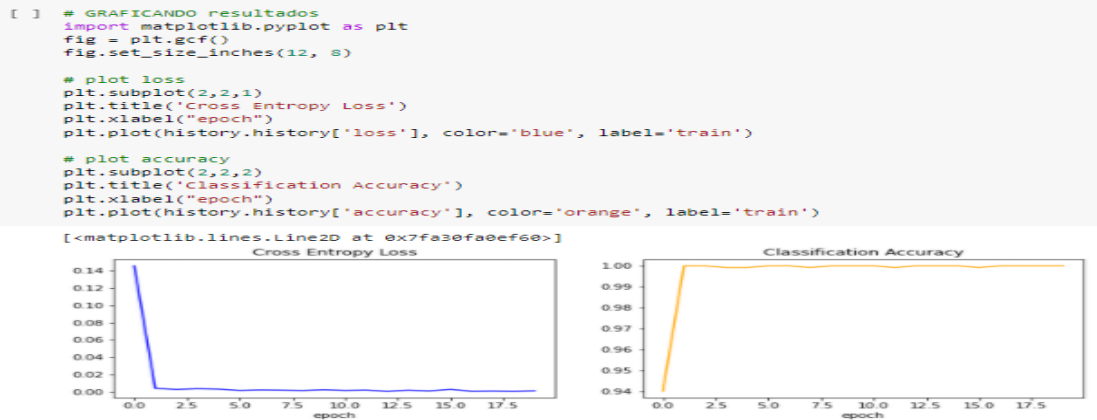 [ ] # GRAFICANDO resultados
import matplotlib.pyplot as plt
fig = plt.gcf()
fig.set_size_inches(12, 8)
# plot loss
plt.subplot(2,2,1)
plt.title('Cross Entropy Loss')
plt.xlabel("epoch")
plt.plot(history.history['loss'], color='blue', label='train')
# plot accuracy
plt.subplot(2,2,2)
plt.title('Classification Accuracy')
plt.xlabel("epoch")
plt.plot(history.history['accuracy'], color='orange', label='train')
[<matplotlib.lines.Line2D at 0x7fa30fa0ef60>]
Cross Entropy Loss
0.14
0.12
0.10
0.08
0.06
0.04
0.02
0.00
0.0 2.5 5.0 7.5 10.0 12.5 15.0 17.5
epoch
Classification Accuracy
1.00
0.99
0.98
0.97
0.96
0.95
0.94
0.0 2.5 5.0 7.5 10.0 12.5 15.0 17.5
epoch